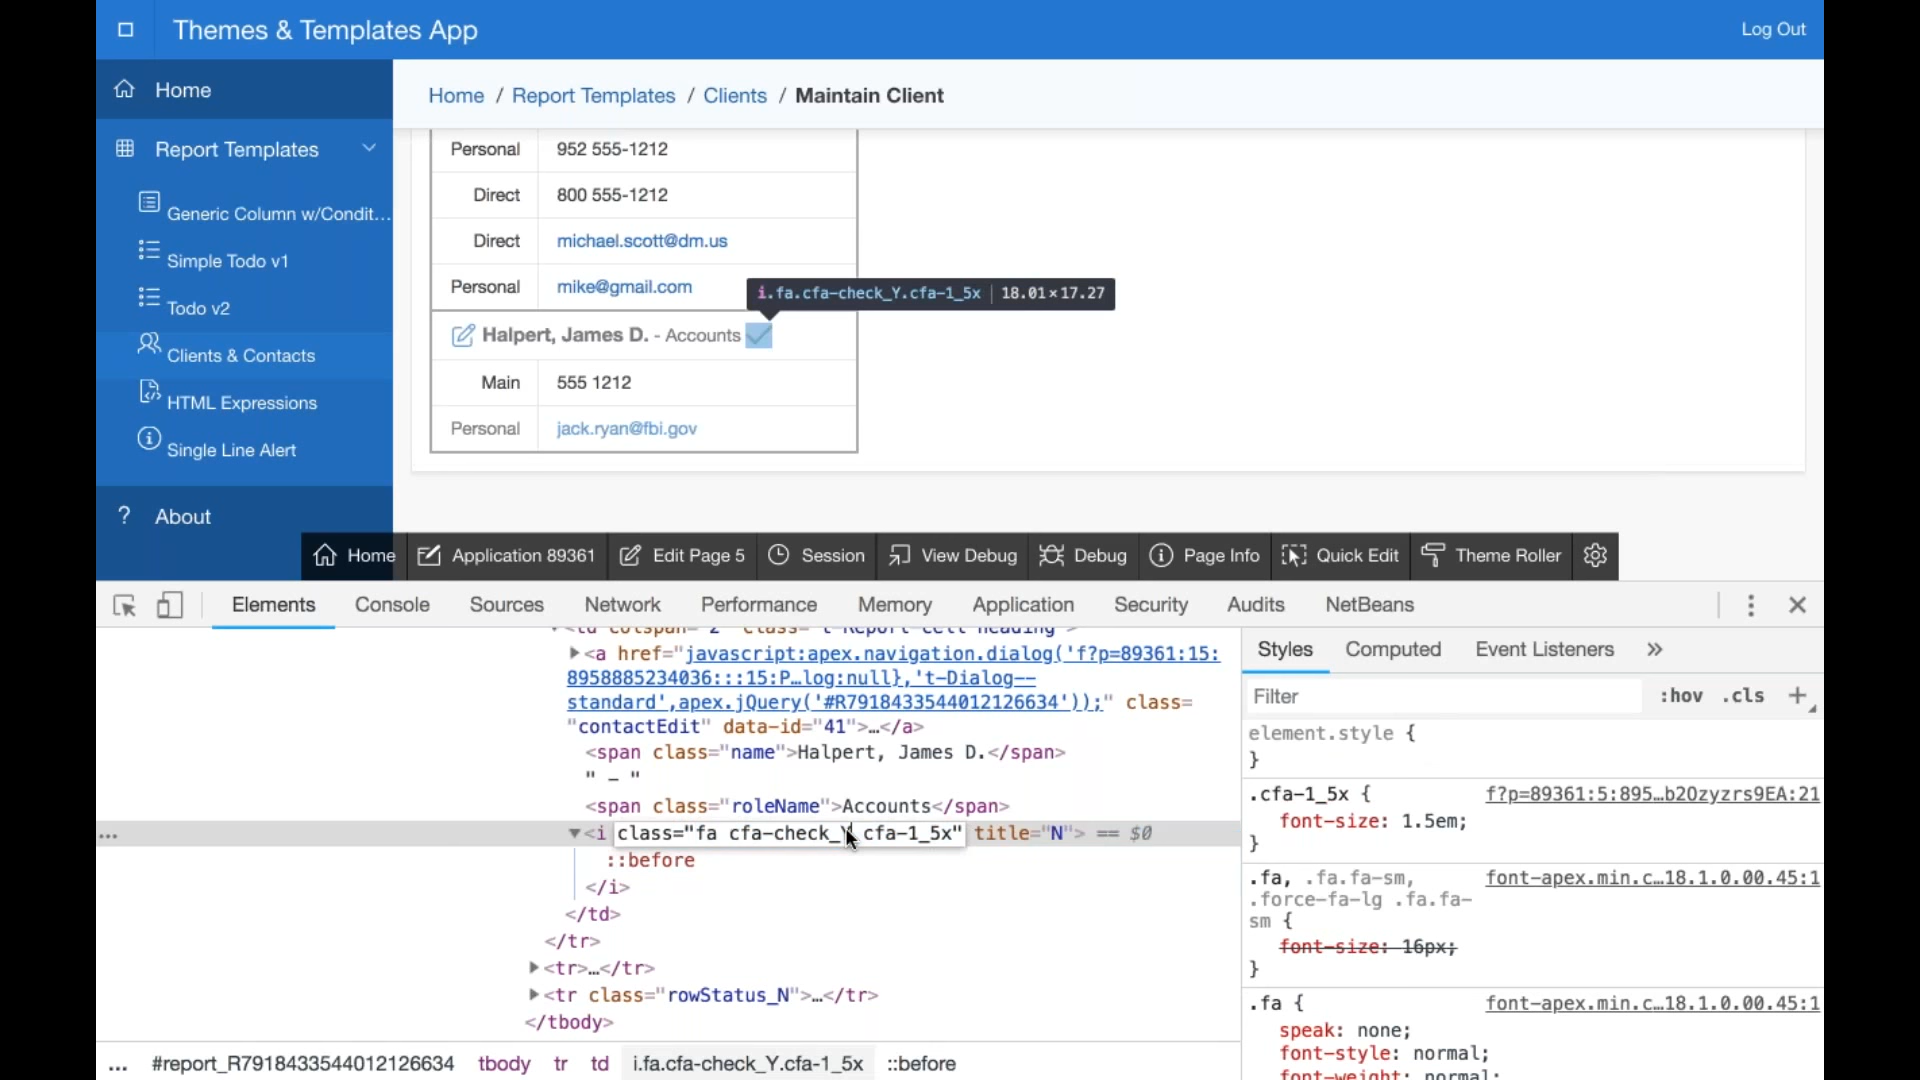 Themes & Templates App
Log Out
Home
Report Templates
Generic Column w/Condit...
Simple Todo v1
Todo v2
Clients & Contacts
HTML Expressions
Single Line Alert
? About
Home / Report Templates / Clients / Maintain Client
Personal 952 555-1212
Direct 800 555-1212
Direct michael.scott@dm.us
Personal mike@gmail.com
i.fa.cfa-check_Y.cfa-1_5x | 18.01×17.27
Halpert, James D. - Accounts
Main 555 1212
Personal jack.ryan@fbi.gov
Home Application 89361 Edit Page 5 Session View Debug Debug Page Info Quick Edit Theme Roller
Elements Console Sources Network Performance Memory Application Security Audits NetBeans
<td colspan="2" class="t-Report-cell heading">
<a href="javascript:apex.navigation.dialog('f?p=89361:15:
8958885234036:::15:P…log:null},'t-Dialog--
standard',apex.jQuery('#R7918433544012126634'));" class=
"contactEdit" data-id="41">…</a>
<span class="name">Halpert, James D.</span>
" – "
<span class="roleName">Accounts</span>
... <i class="fa cfa-check_Y cfa-1_5x" title="N"> == $0
::before
</i>
</td>
</tr>
<tr>…</tr>
<tr class="rowStatus_N">…</tr>
</tbody>
... #report_R7918433544012126634 tbody tr td i.fa.cfa-check_Y.cfa-1_5x ::before
Styles Computed Event Listeners »
Filter :hov .cls +
element.style {
}
.cfa-1_5x { f?p=89361:5:895…b2Ozyzrs9EA:21
font-size: 1.5em;
}
.fa, .fa.fa-sm, font-apex.min.c…18.1.0.00.45:1
.force-fa-lg .fa.fa-
sm {
font-size: 16px;
}
.fa { font-apex.min.c…18.1.0.00.45:1
speak: none;
font-style: normal;
font-weight: normal;